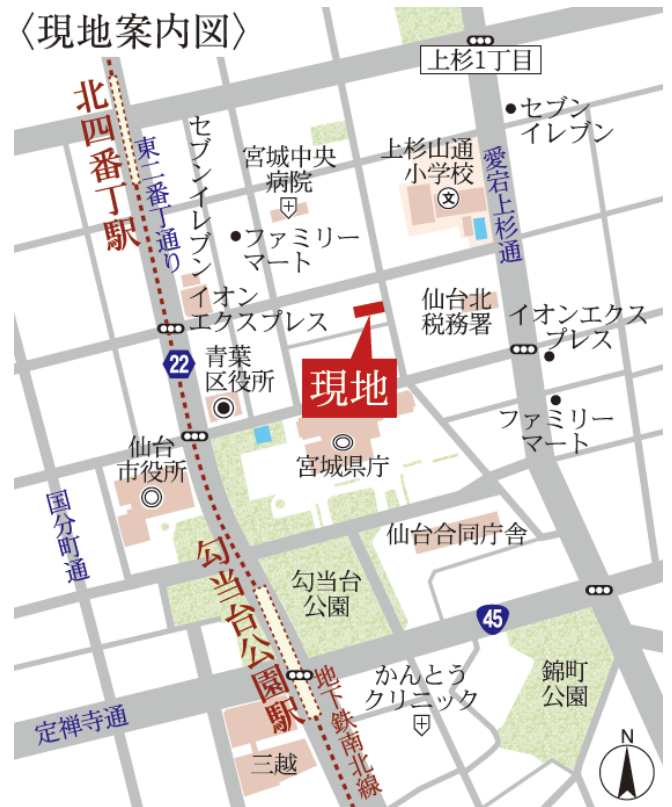 〈現地案内図〉
上杉1丁目
北四番丁駅
東二番丁通り
セブンイレブン
宮城中央
病院
上杉山通
小学校
文
愛宕上杉通
セブン
イレブン
ファミリー
マート
イオン
エクスプレス
仙台北
税務署
イオンエクス
プレス
22
青葉
区役所
現地
ファミリー
マート
仙台
市役所
宮城県庁
国分町通
勾当台公園駅
仙台合同庁舎
勾当台
公園
45
かんとう
クリニック
錦町
公園
定禅寺通
三越
地下鉄南北線
N